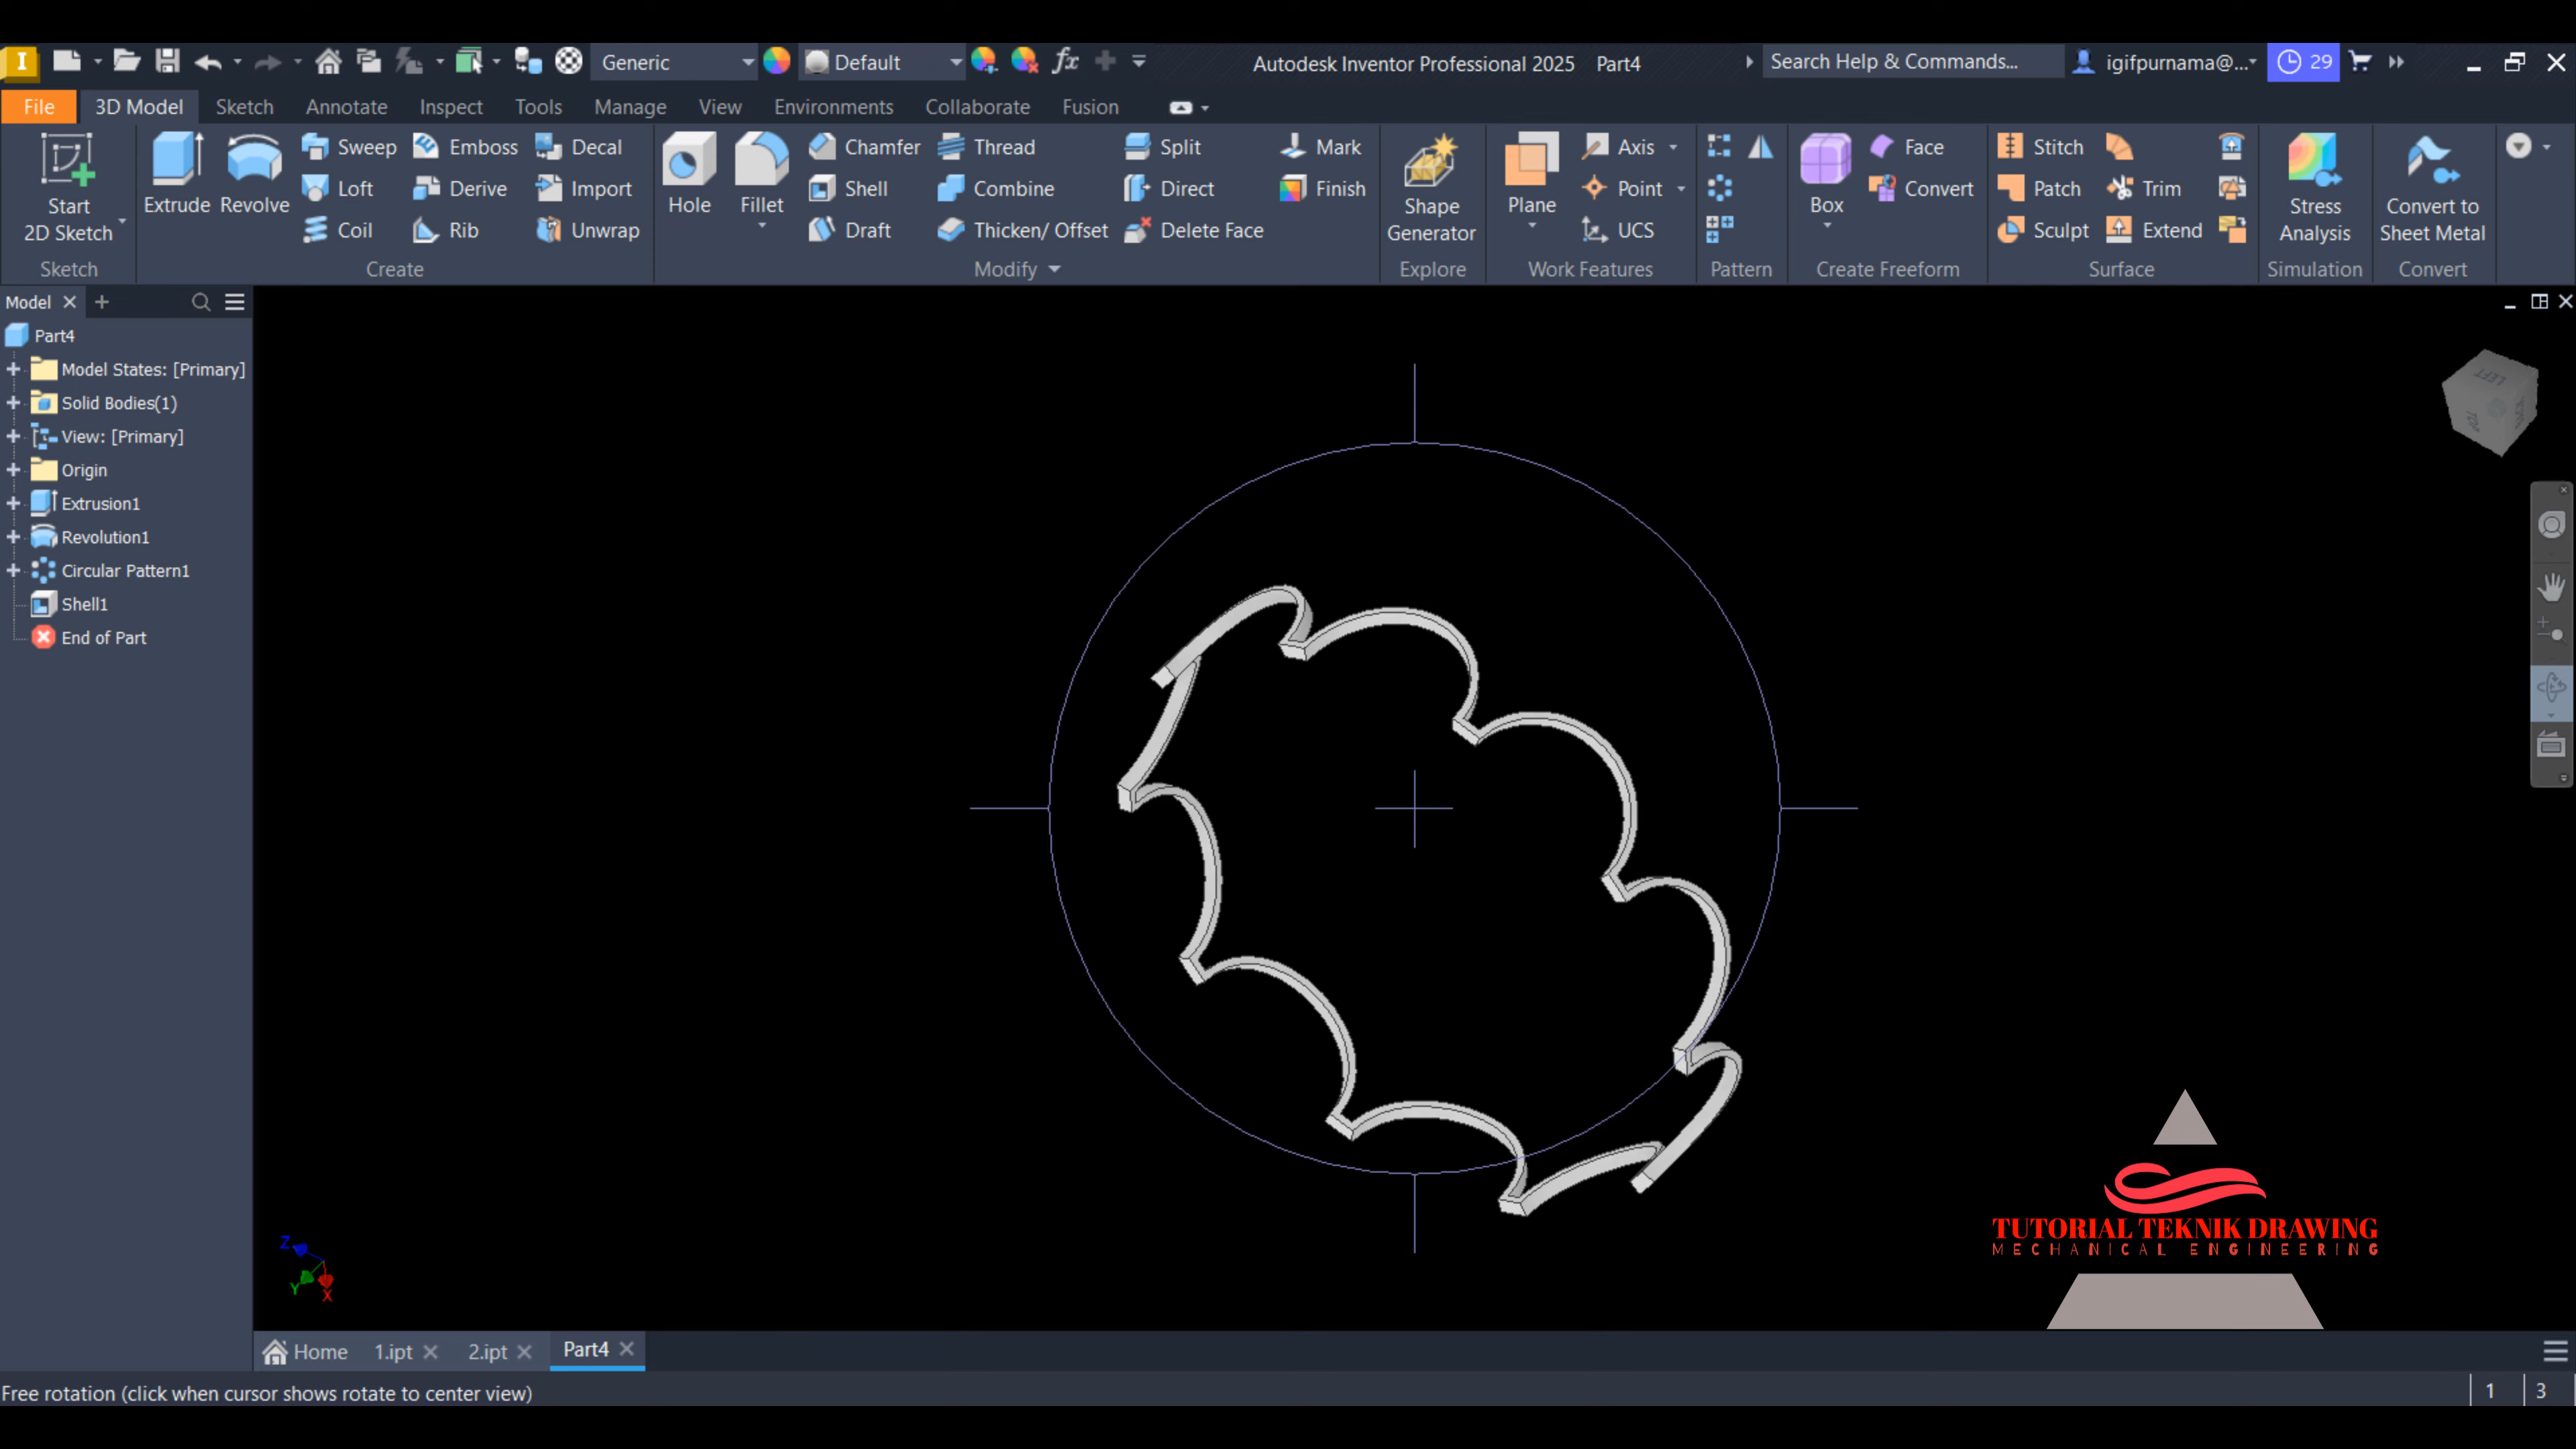 I Generic Default fx Autodesk Inventor Professional 2025 Part4 Search Help & Commands... igifpurnama@... 29
File 3D Model Sketch Annotate Inspect Tools Manage View Environments Collaborate Fusion
Sweep Emboss Decal Chamfer Thread Split Mark Axis Face Stitch
Start 2D Sketch Extrude Revolve Loft Derive Import Hole Fillet Shell Combine Direct Finish Shape Generator Plane Point Box Convert Patch Trim Stress Analysis Convert to Sheet Metal
Coil Rib Unwrap Draft Thicken/ Offset Delete Face UCS Sculpt Extend
Sketch Create Modify Explore Work Features Pattern Create Freeform Surface Simulation Convert
Model
Part4
Model States: [Primary]
Solid Bodies(1)
View: [Primary]
Origin
Extrusion1
Revolution1
Circular Pattern1
Shell1
End of Part
LEFT
Z
Y
X
TUTORIAL TEKNIK DRAWING
MECHANICAL ENGINEERING
Home 1.ipt 2.ipt Part4
Free rotation (click when cursor shows rotate to center view) 1 3